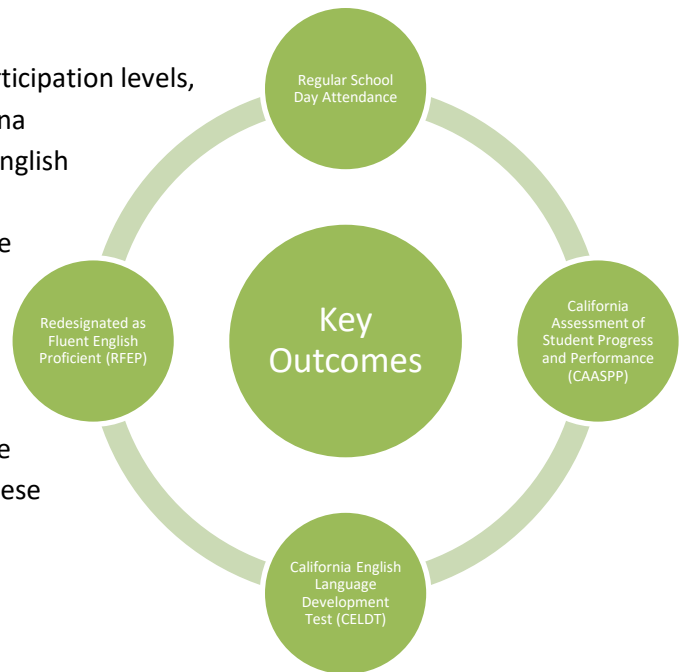 rticipation levels,
na
nglish
e
e
ese
Regular School
Day Attendance
Redesignated as
Fluent English
Proficient (RFEP)
Key
Outcomes
California
Assessment of
Student Progress
and Performance
(CAASPP)
California English
Language
Development
Test (CELDT)